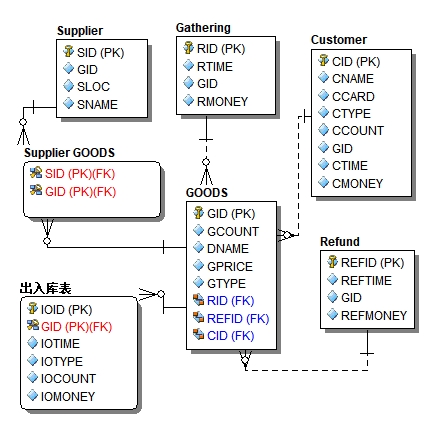 Supplier
SID (PK)
GID
SLOC
SNAME
Gathering
RID (PK)
RTIME
GID
RMONEY
Customer
CID (PK)
CNAME
CCARD
CTYPE
CCOUNT
GID
CTIME
CMONEY
Supplier GOODS
SID (PK)(FK)
GID (PK)(FK)
GOODS
GID (PK)
GCOUNT
DNAME
GPRICE
GTYPE
RID (FK)
REFID (FK)
CID (FK)
Refund
REFID (PK)
REFTIME
GID
REFMONEY
出入库表
IOID (PK)
GID (PK)(FK)
IOTIME
IOTYPE
IOCOUNT
IOMONEY